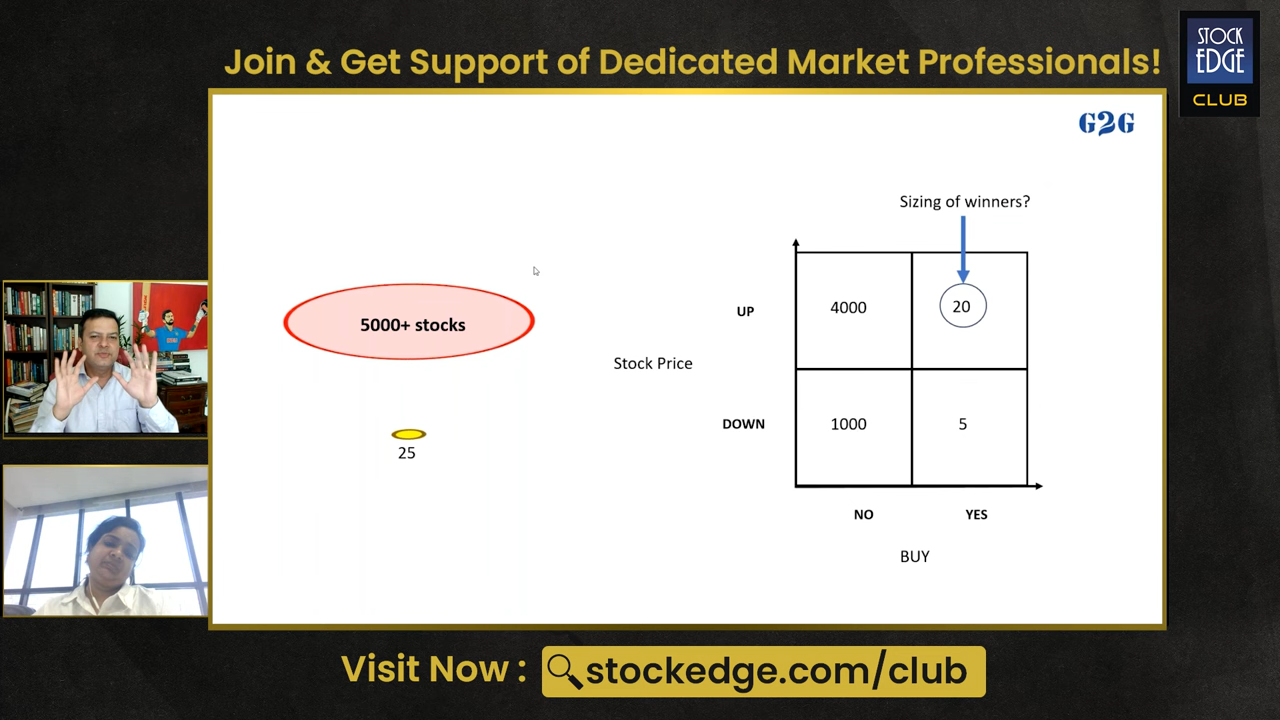 Join & Get Support of Dedicated Market Professionals!
STOCK
EDGE
CLUB
G2G
Sizing of winners?
5000+ stocks
25
Stock Price
UP
4000
20
DOWN
1000
5
NO
YES
BUY
Visit Now : stockedge.com/club